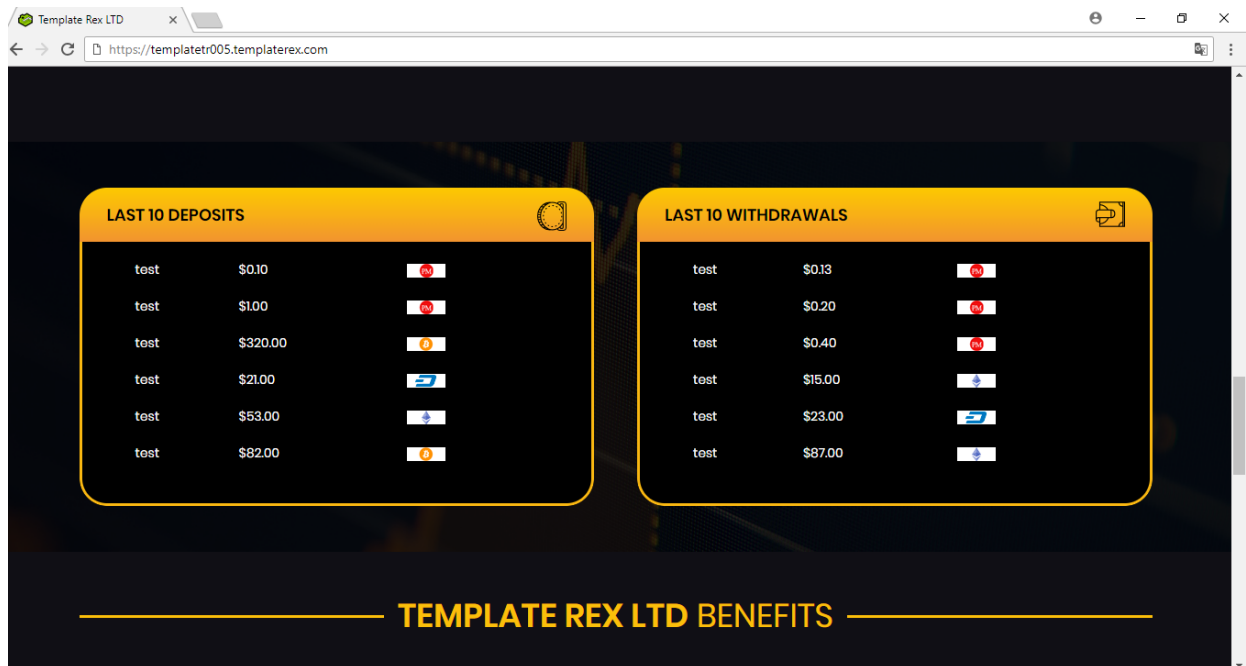 Template Rex LTD
https://templatetr005.templaterex.com
LAST 10 DEPOSITS
test $0.10 PM
test $1.00 PM
test $320.00
test $21.00
test $53.00
test $82.00
LAST 10 WITHDRAWALS
test $0.13 PM
test $0.20 PM
test $0.40 PM
test $15.00
test $23.00
test $87.00
TEMPLATE REX LTD BENEFITS